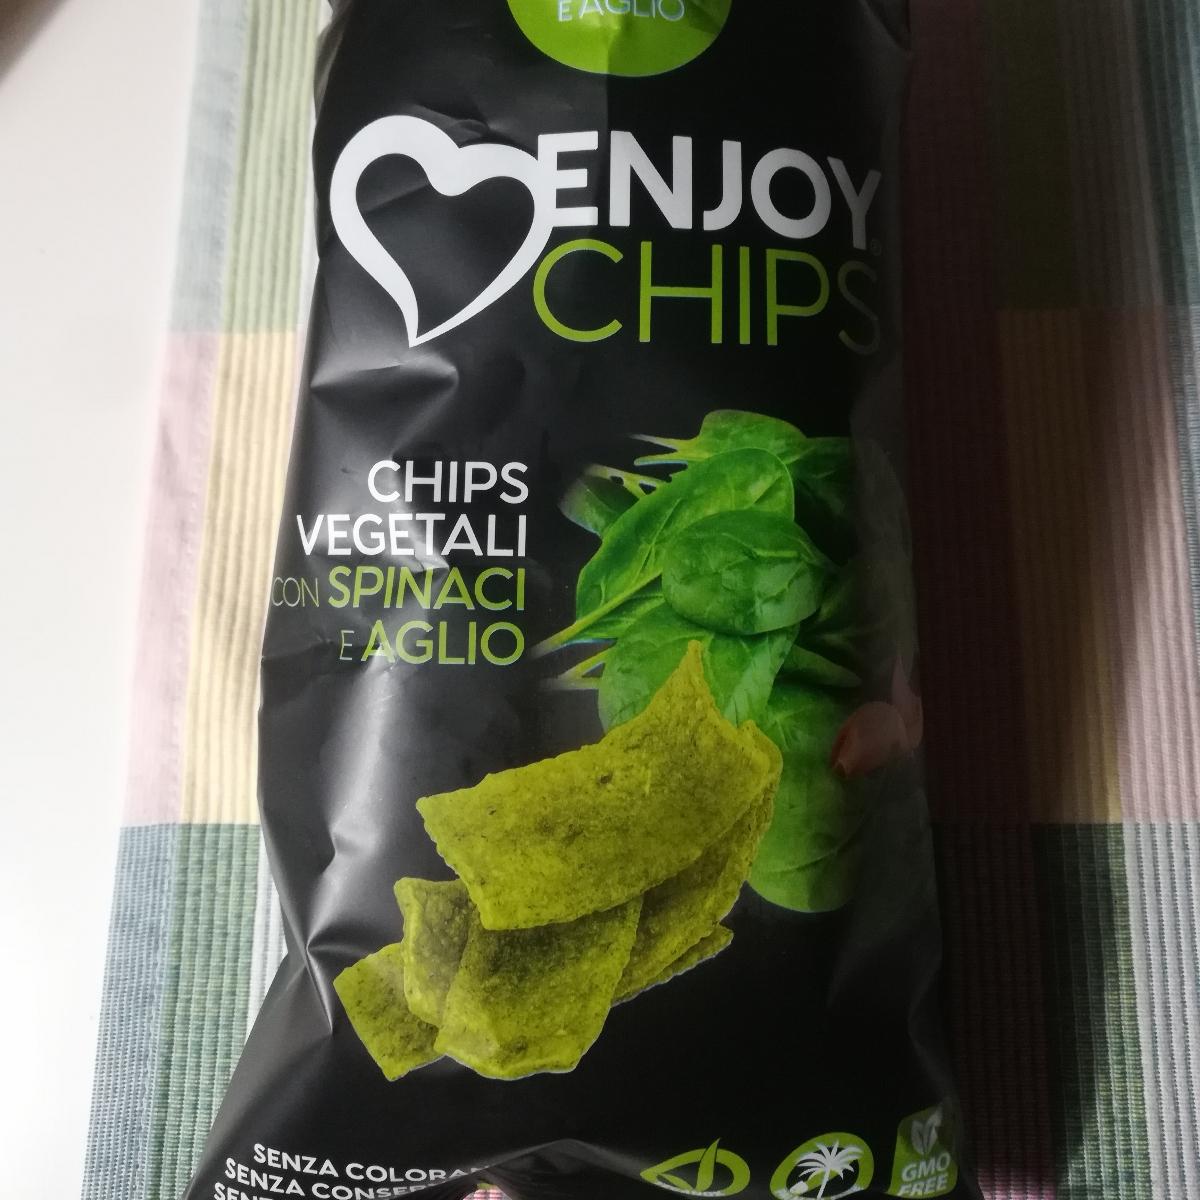 E AGLIO
ENJOY®
CHIPS
CHIPS
VEGETALI
CON SPINACI
E AGLIO
SENZA
SENZA
GMO
FREE